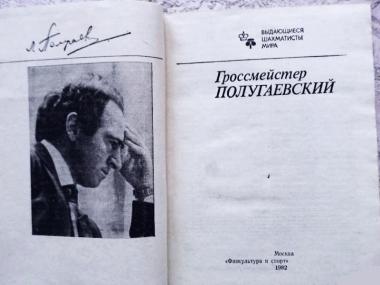 ВЫДАЮЩИЕСЯ
ШАХМАТИСТЫ
МИРА
Гроссмейстер
ПОЛУГАЕВСКИЙ
Москва
«Физкультура и спорт»
1982